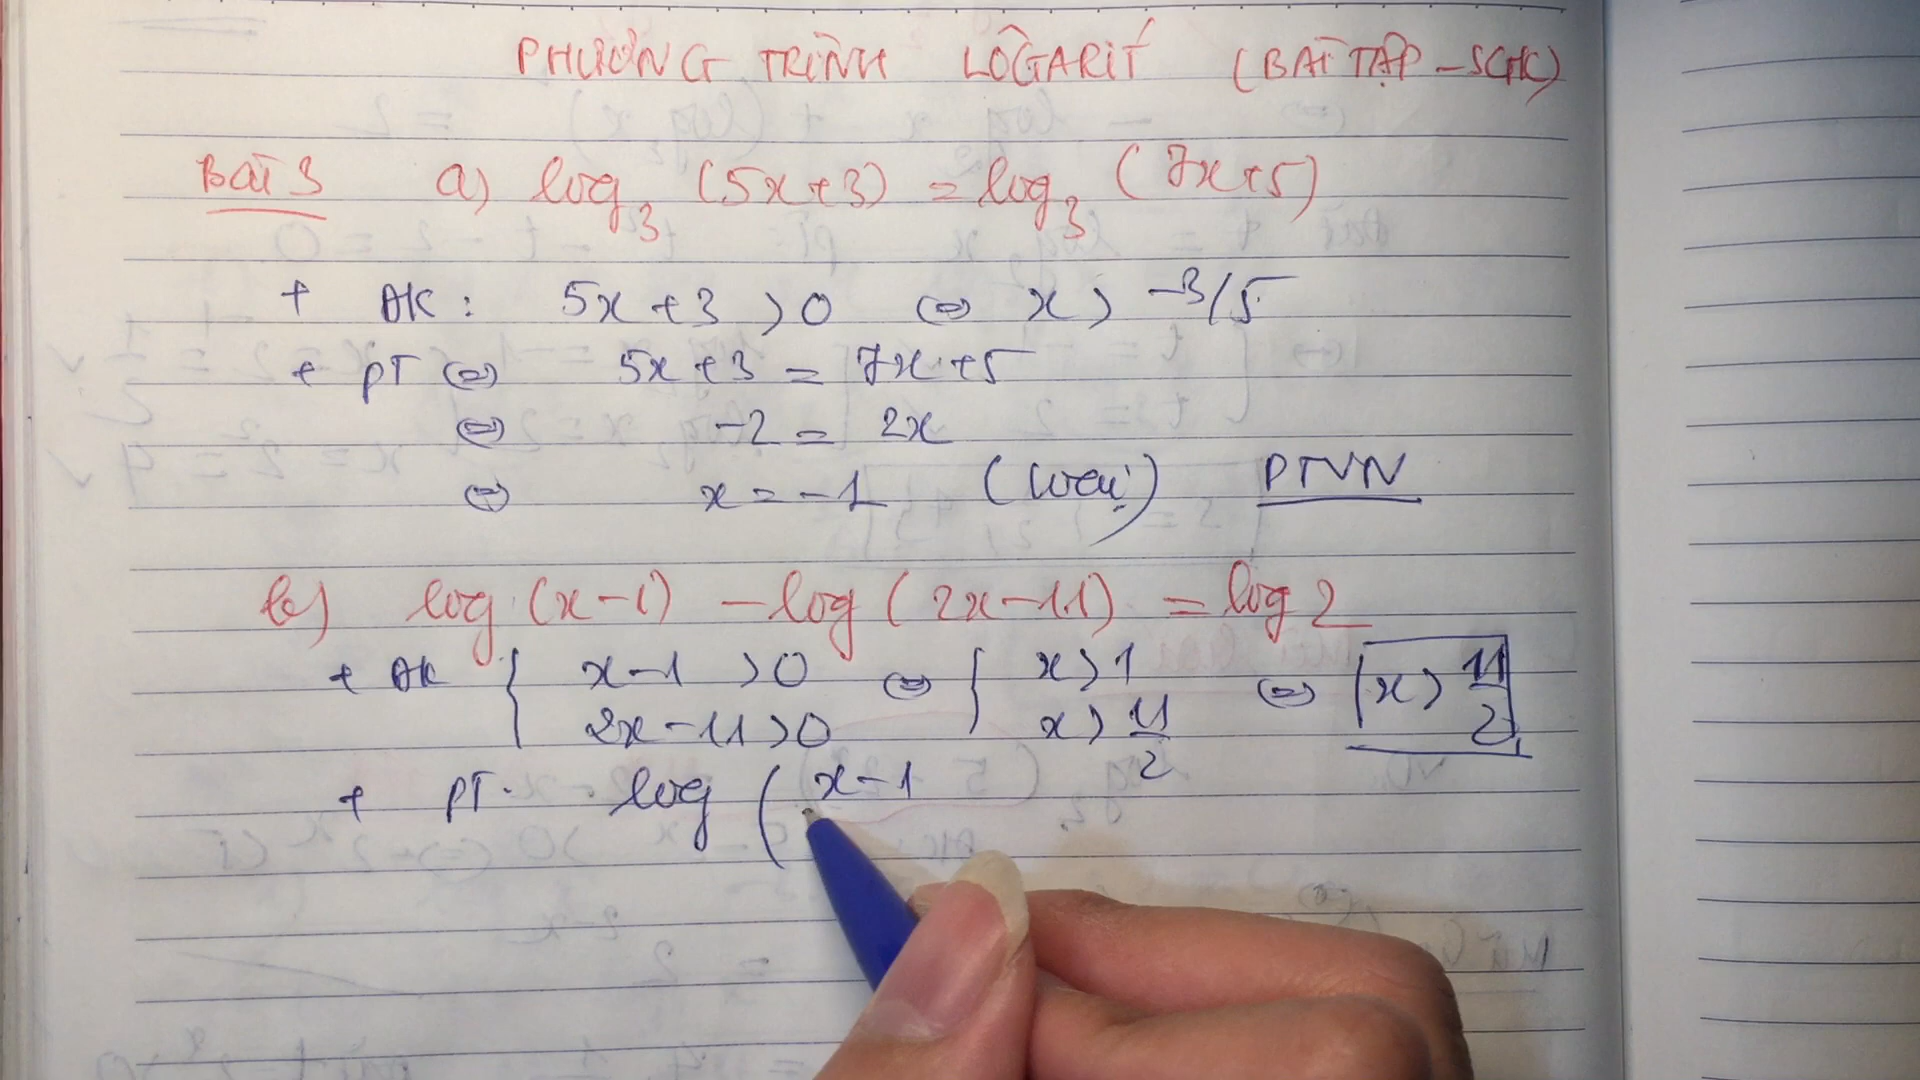 PHƯƠNG TRÌNH LÔGARIT (BÀI TẬP - SGK)
Bài 3 a) log₃ (5x+3) = log₃ (7x+5)
+ ĐK: 5x+3 > 0 ⇔ x > -3/5
+ PT ⇔ 5x+3 = 7x+5
⇔ -2 = 2x
⇔ x = -1 (Loại) PTVN
b) log (x-1) - log (2x-11) = log 2
+ ĐK { x-1 > 0 ⇔ { x > 1 ⇔ x > 11/2
2x-11 > 0 x > 11/2
+ PT. log ( x-1